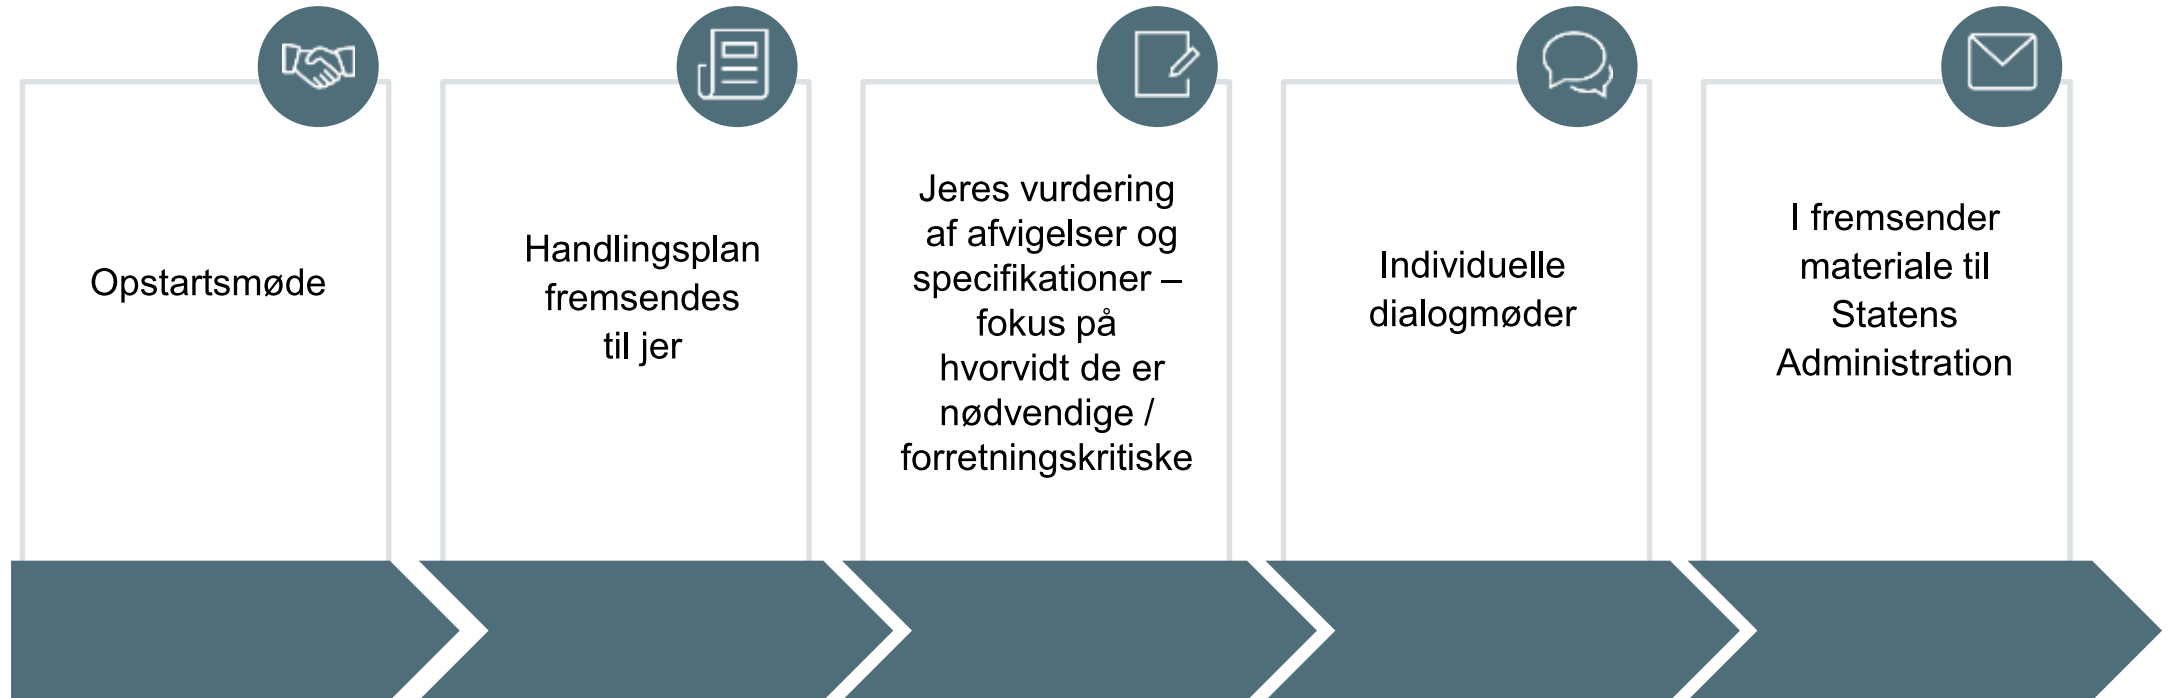 Opstartsmøde
Handlingsplan
fremsendes
til jer
Jeres vurdering
af afvigelser og
specifikationer –
fokus på
hvorvidt de er
nødvendige /
forretningskritiske
Individuelle
dialogmøder
I fremsender
materiale til
Statens
Administration